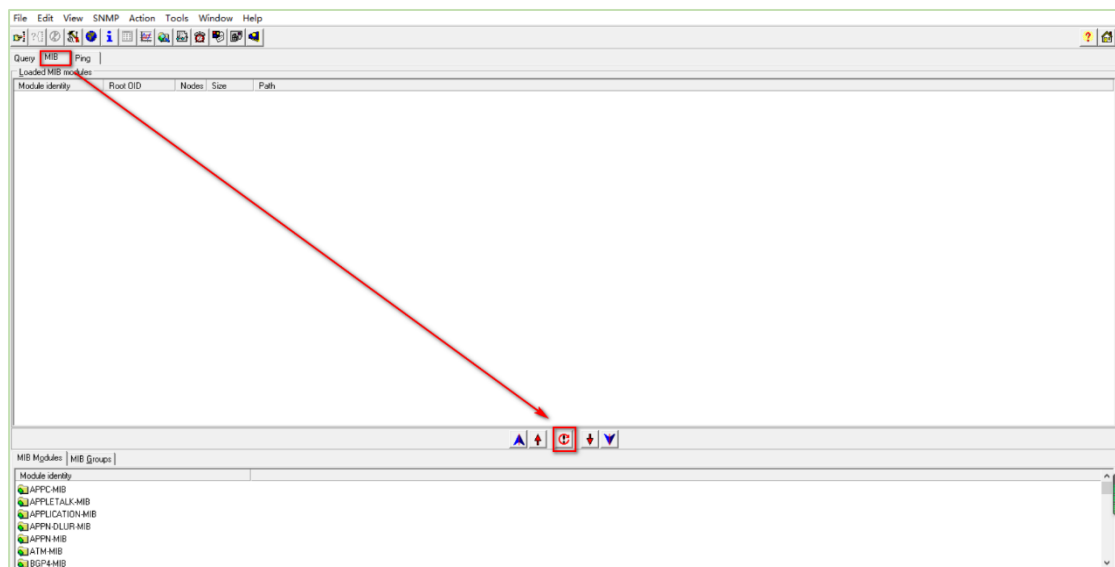 File Edit View SNMP Action Tools Window Help
Query MIB Ping
Loaded MIB modules
Module identity Root OID Nodes Size Path
MIB Modules MIB Groups
Module identity
APPC-MIB
APPLETALK-MIB
APPLICATION-MIB
APPN-DLUR-MIB
APPN-MIB
ATM-MIB
BGP4-MIB